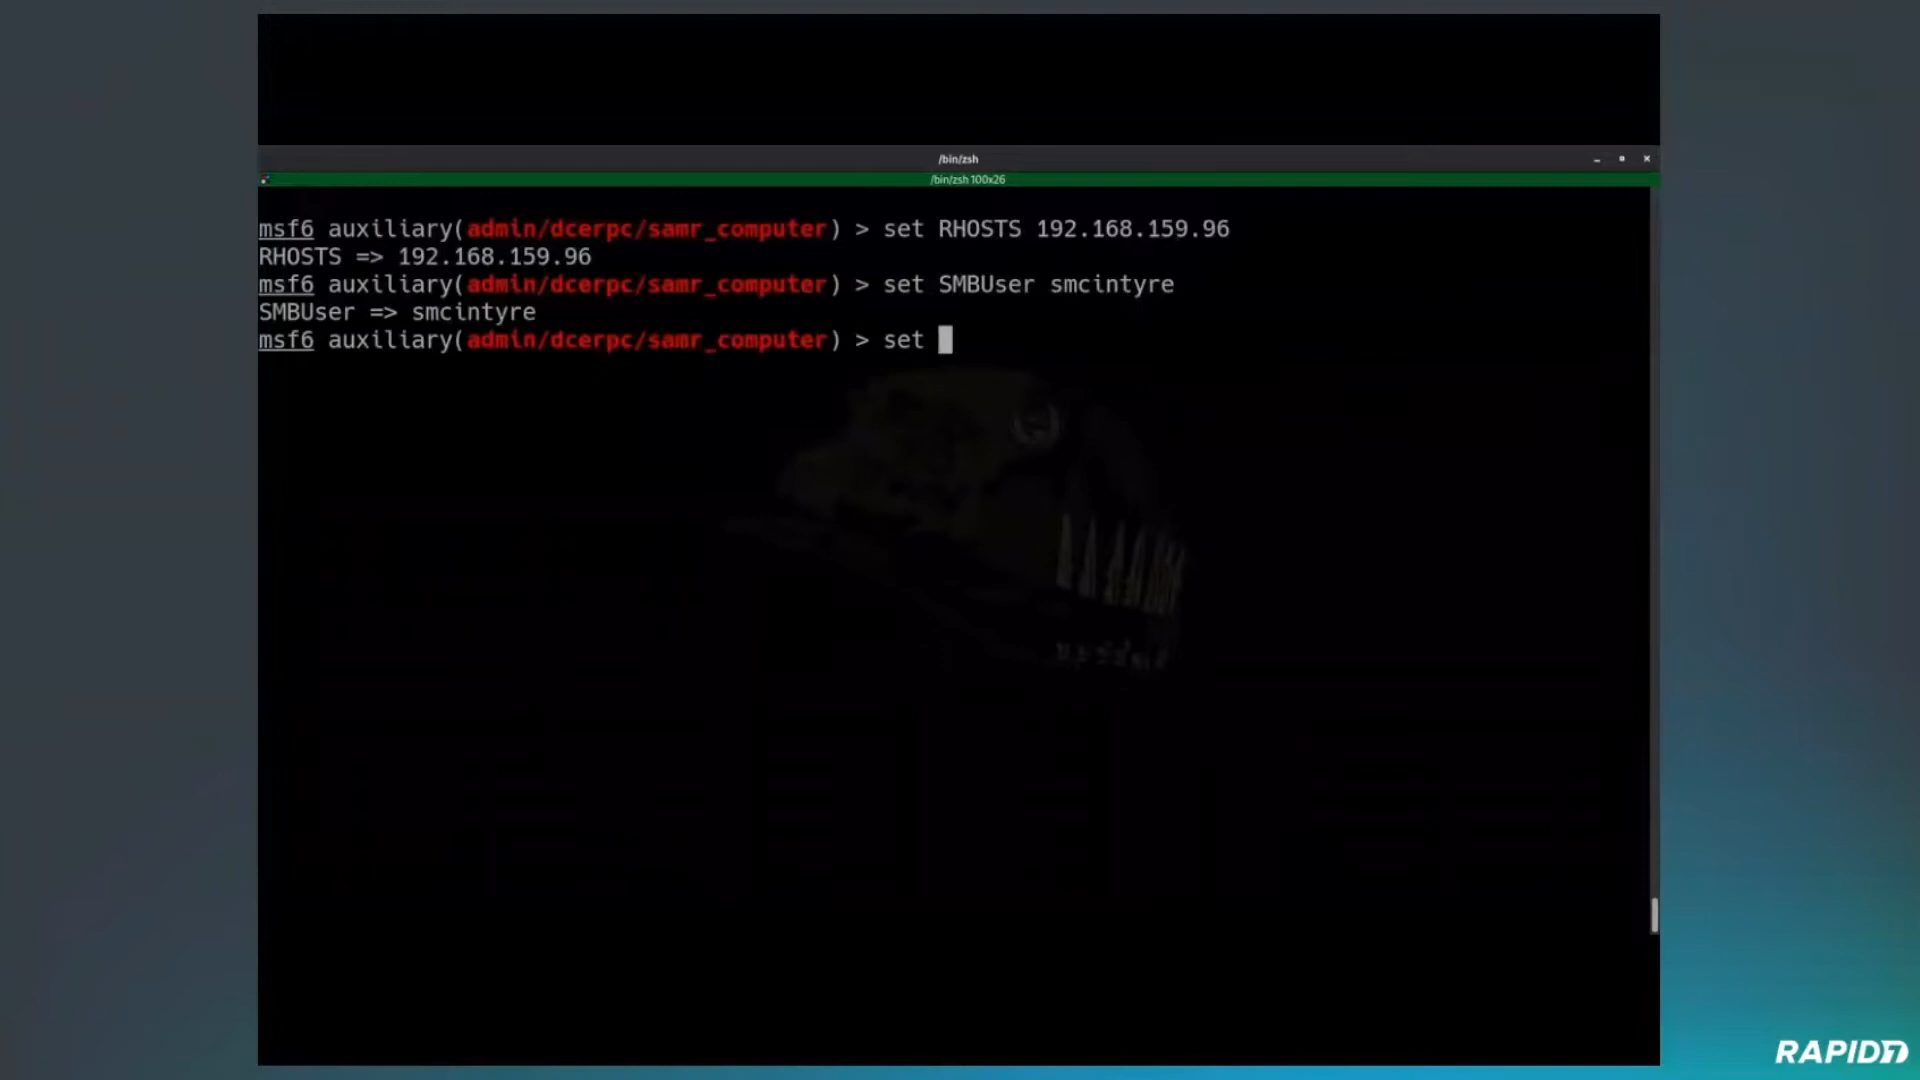 /bin/zsh
/bin/zsh 100x26
msf6 auxiliary(admin/dcerpc/samr_computer) > set RHOSTS 192.168.159.96
RHOSTS => 192.168.159.96
msf6 auxiliary(admin/dcerpc/samr_computer) > set SMBUser smcintyre
SMBUser => smcintyre
msf6 auxiliary(admin/dcerpc/samr_computer) > set
RAPID7